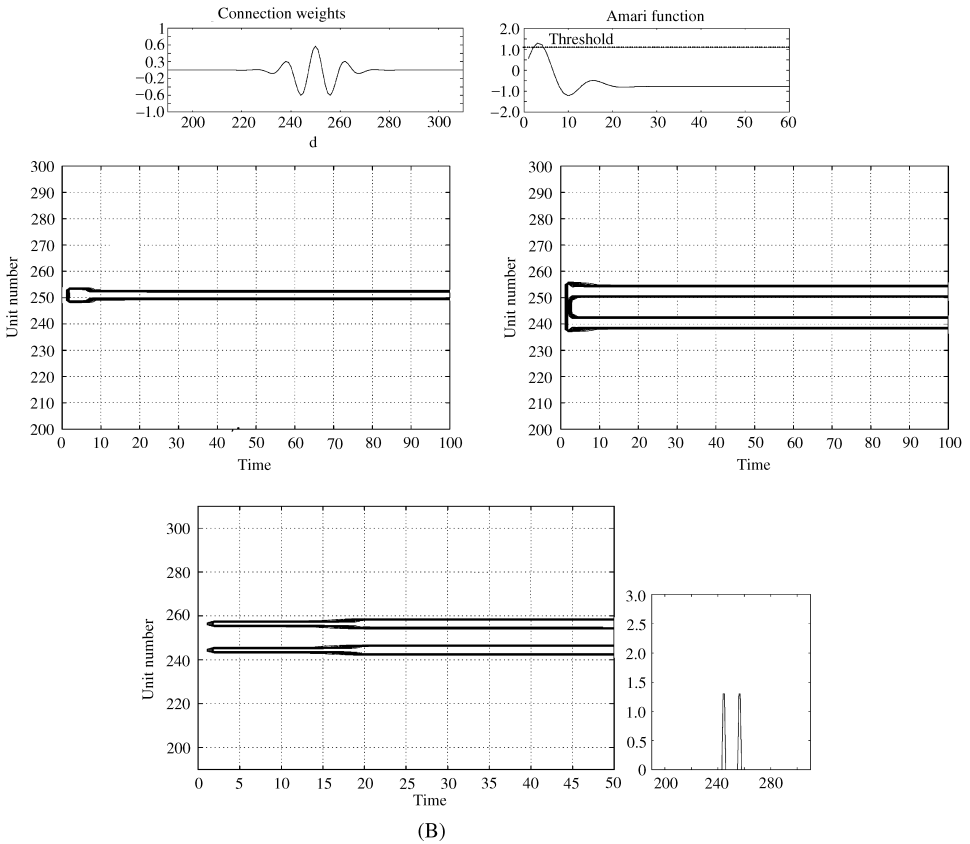 Connection weights
1
0.6
0.3
−0.2
−0.6
−1.0
200 220 240 260 280 300
d
Amari function
Threshold
2.0
1.0
0
−1.0
−2.0
0 10 20 30 40 50 60
Unit number
300
290
280
270
260
250
240
230
220
210
200
0 10 20 30 40 50 60 70 80 90 100
Time
Unit number
300
290
280
270
260
250
240
230
220
210
200
0 10 20 30 40 50 60 70 80 90 100
Time
Unit number
300
280
260
240
220
200
0 5 10 15 20 25 30 35 40 45 50
Time
3.0
2.5
2.0
1.5
1.0
0.5
0
200 240 280
(B)